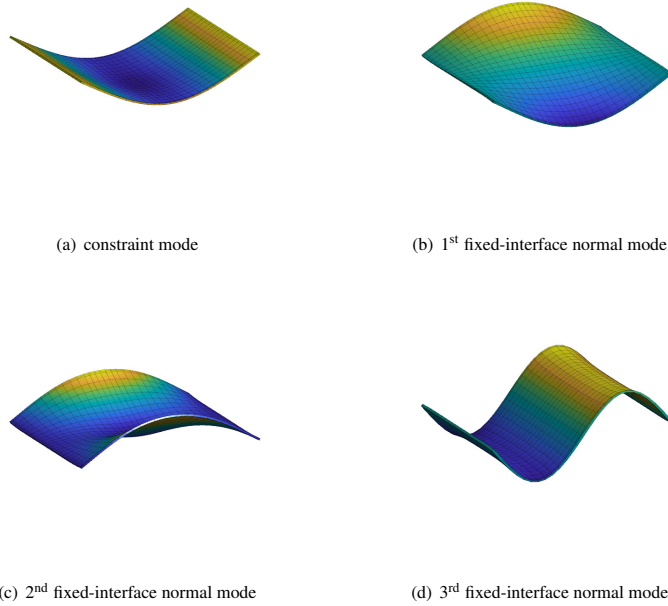 (a) constraint mode
(b) 1st fixed-interface normal mode
(c) 2nd fixed-interface normal mode
(d) 3rd fixed-interface normal mode